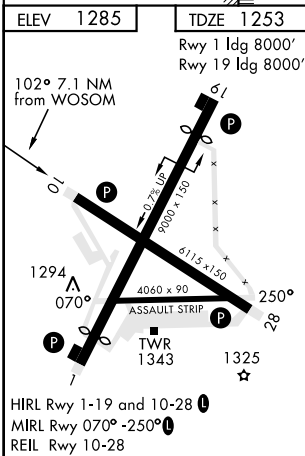 ELEV 1285
TDZE 1253
Rwy 1 ldg 8000'
Rwy 19 ldg 8000'
102° 7.1 NM
from WOSOM
19
P
10
P
0.7% UP
9000 x 150
6115 x 150
1294
070°
4060 x 90
ASSAULT STRIP
P
250°
28
P
TWR
1343
1325
1
HIRL Rwy 1-19 and 10-28 L
MIRL Rwy 070° -250° L
REIL Rwy 10-28